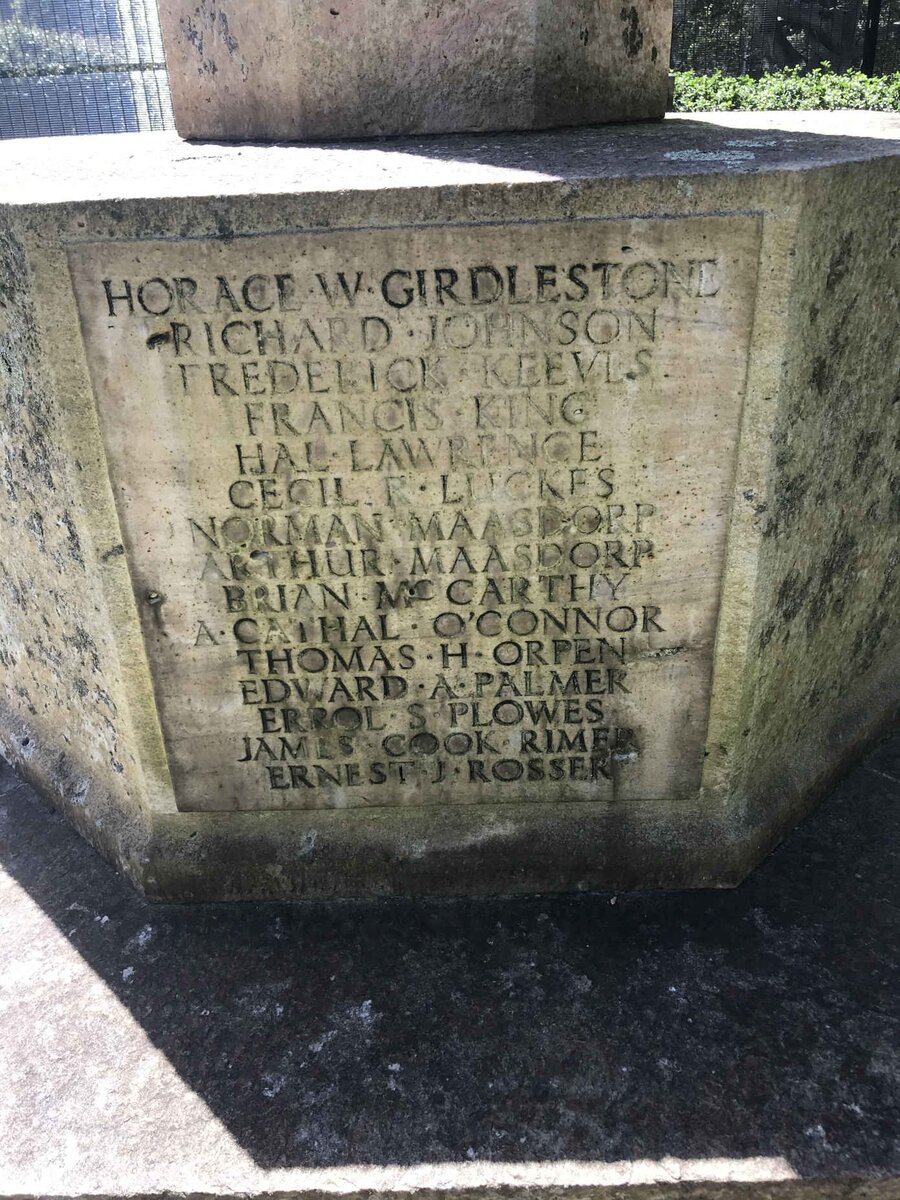 HORACE · W · GIRDLESTONE
RICHARD · JOHNSON
FREDERICK · KEEVES
FRANCIS · KING
HAL · LAWRENCE
CECIL · R · LUCKES
NORMAN · MAASDORP
ARTHUR · MAASDORP
BRIAN · MCCARTHY
A · CATHAL · O'CONNOR
THOMAS · H · ORPEN
EDWARD · A · PALMER
ERROL · S · PLOWES
JAMES · COOK · RIMER
ERNEST · J · ROSSER